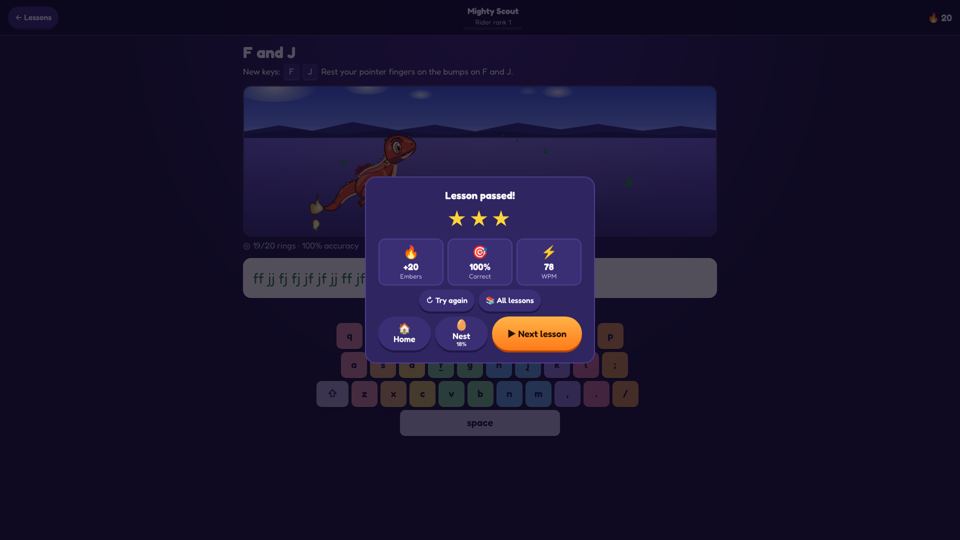 ← Lessons
Mighty Scout
Rider rank 1
🔥 20
F and J
New keys: F J Rest your pointer fingers on the bumps on F and J.
19/20 rings · 100% accuracy
ff jj fj fj jf jf jj ff jf
Lesson passed!
+20
Embers
100%
Correct
78
WPM
↻ Try again
📚 All lessons
Home
Nest
18%
▶ Next lesson
q p
a ;
⇧ z x c v b n m , . /
space